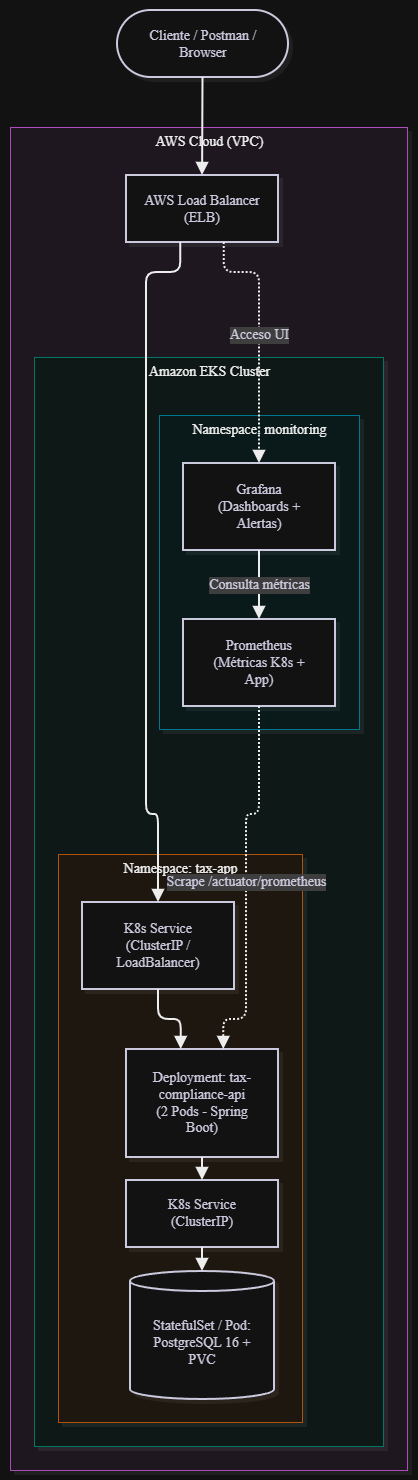 Cliente / Postman /
Browser
AWS Cloud (VPC)
AWS Load Balancer
(ELB)
Acceso UI
Amazon EKS Cluster
Namespace: monitoring
Grafana
(Dashboards +
Alertas)
Consulta métricas
Prometheus
(Métricas K8s +
App)
Namespace: tax-app
Scrape /actuator/prometheus
K8s Service
(ClusterIP /
LoadBalancer)
Deployment: tax-
compliance-api
(2 Pods - Spring
Boot)
K8s Service
(ClusterIP)
StatefulSet / Pod:
PostgreSQL 16 +
PVC